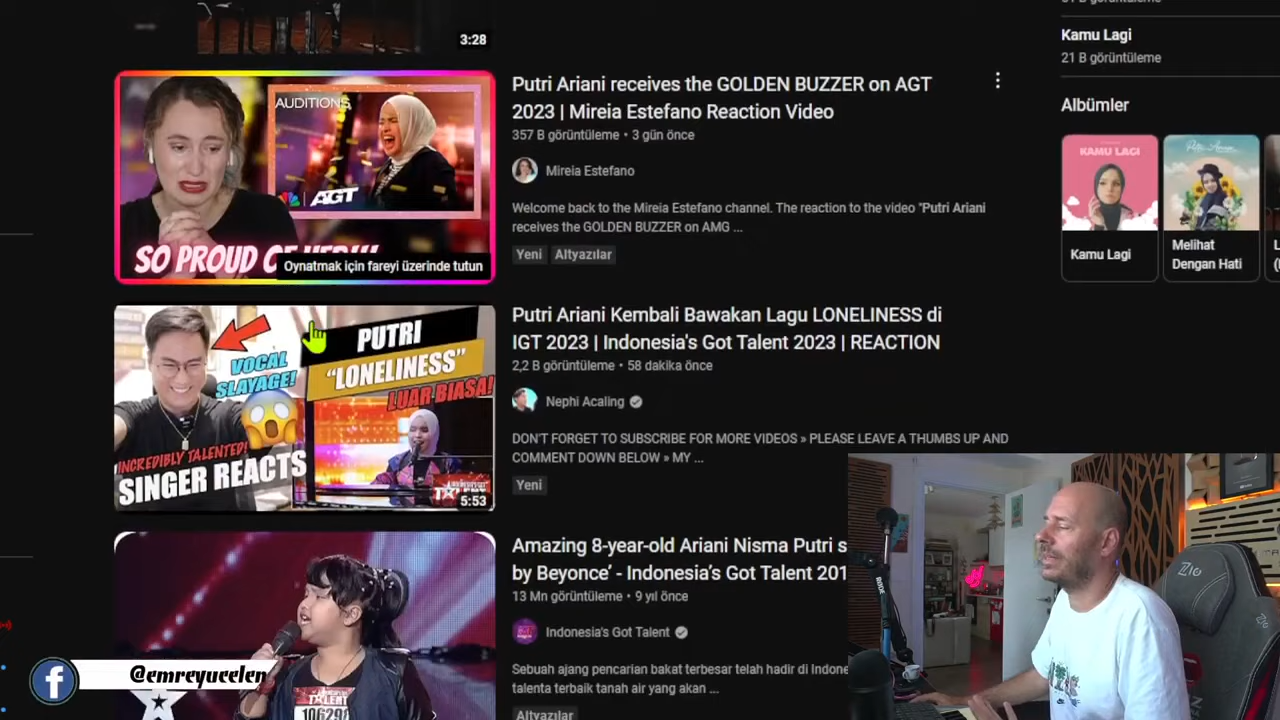 3:28
AUDITIONS
AGT
SO PROUD OF HER!!!
Oynatmak için fareyi üzerinde tutun
Putri Ariani receives the GOLDEN BUZZER on AGT
2023 | Mireia Estefano Reaction Video
357 B görüntüleme • 3 gün önce
Mireia Estefano
Welcome back to the Mireia Estefano channel. The reaction to the video "Putri Ariani
receives the GOLDEN BUZZER on AMG ...
Yeni
Altyazılar
PUTRI
"LONELINESS"
LUAR BIASA!
VOCAL
SLAYAGE!
INCREDIBLY TALENTED!
SINGER REACTS
5:53
Putri Ariani Kembali Bawakan Lagu LONELINESS di
IGT 2023 | Indonesia's Got Talent 2023 | REACTION
2,2 B görüntüleme • 58 dakika önce
Nephi Acaling
DON'T FORGET TO SUBSCRIBE FOR MORE VIDEOS » PLEASE LEAVE A THUMBS UP AND
COMMENT DOWN BELOW » MY ...
Yeni
TALENT
Amazing 8-year-old Ariani Nisma Putri s
by Beyonce' - Indonesia's Got Talent 201
13 Mn görüntüleme • 9 yıl önce
Indonesia's Got Talent
Sebuah ajang pencarian bakat terbesar telah hadir di Indone
talenta terbaik tanah air yang akan ...
Altyazılar
@emreyucelen
Kamu Lagi
21 B görüntüleme
Albümler
KAMU LAGI
Kamu Lagi
Putri Ariani
Melihat
Dengan Hati
RODE